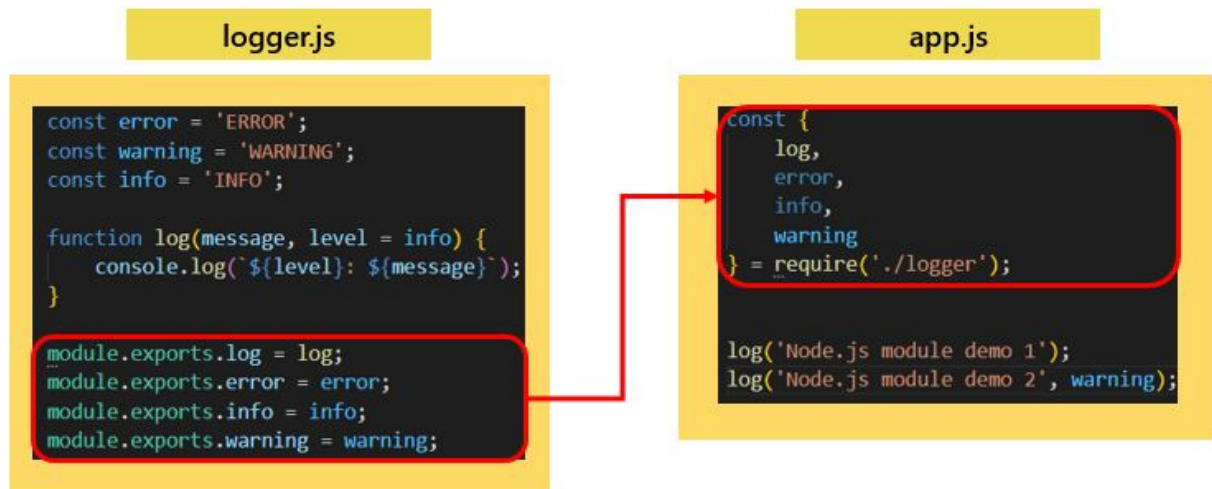 logger.js
const error = 'ERROR';
const warning = 'WARNING';
const info = 'INFO';
function log(message, level = info) {
    console.log(`${level}: ${message}`);
}
module.exports.log = log;
module.exports.error = error;
module.exports.info = info;
module.exports.warning = warning;
app.js
const {
    log,
    error,
    info,
    warning
} = require('./logger');
log('Node.js module demo 1');
log('Node.js module demo 2', warning);